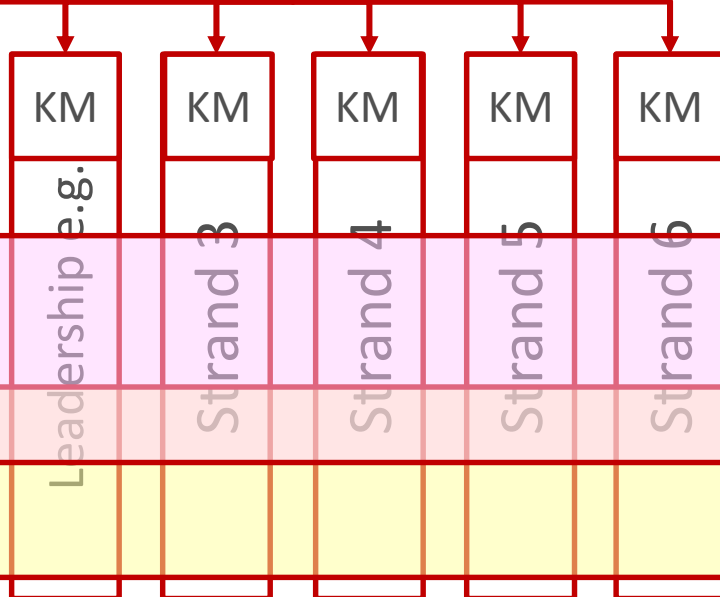 KM
KM
KM
KM
KM
Leadership e.g.
Strand 3
Strand 4
Strand 5
Strand 6